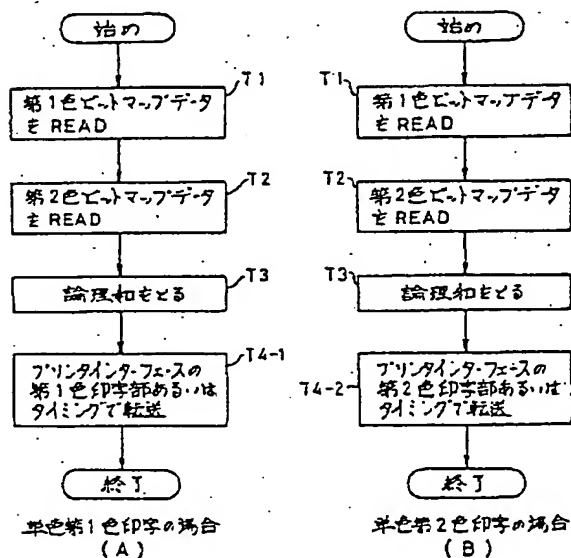 始め
T1
第1色ビットマップデータ
をREAD
T2
第2色ビットマップデータ
をREAD
T3
論理和をとる
T4-1
プリンタインターフェースの
第1色印字部あるいは
タイミングで転送
終了
単色第1色印字の場合
(A)
始め
T1
第1色ビットマップデータ
をREAD
T2
第2色ビットマップデータ
をREAD
T3
論理和をとる
T4-2
プリンタインターフェースの
第2色印字部あるいは
タイミングで転送
終了
単色第2色印字の場合
(B)